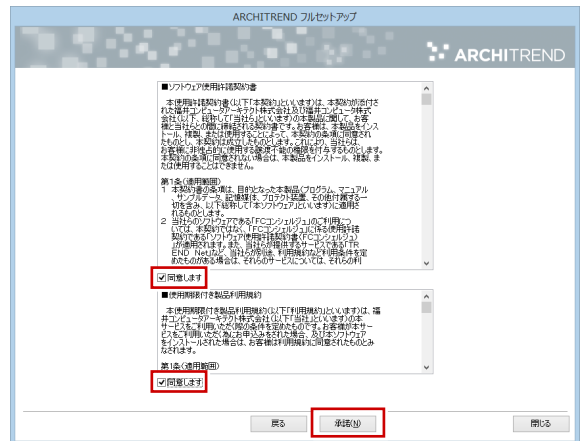 ARCHITREND フルセットアップ
ARCHITREND
■ソフトウェア使用許諾契約書
本使用許諾契約書(以下「本契約」といいます)は、本契約が添付さ
れた福井コンピュータアーキテクト株式会社及び福井コンピュータ株式
会社(以下、総称して「当社ら」といいます)の本製品に関して、お客
様と当社らとの間に締結される契約書です。お客様は、本製品をインス
トール、複製、または使用することによって、本契約の条項に同意され
たものとし、本契約は成立したものとします。これにより、当社らは、
お客様に非独占的に使用する譲渡不能の権限を付与するものとします。
本契約の条項に同意されない場合は、本製品をインストール、複製、ま
たは使用することはできません。
第1条(適用範囲)
1 本契約書の条項は、目的となった本製品(プログラム、マニュアル
、サンプルデータ、記憶媒体、プロテクト装置、その他付属する一
切を含み、以下総称して「本ソフトウェア」といいます)に適用さ
れるものとします。
2 当社らのソフトウェアである「FCコンシェルジュ」のご利用につ
いては、本契約ではなく、「FCコンシェルジュ」に係る使用許諾
契約である「ソフトウェア使用許諾契約書(FCコンシェルジュ)
」が適用されます。また、当社らが提供するサービスである「TR
END Net」など、当社らが別途、利用規約など利用条件を定
めたものがある場合は、それらのサービスについては、それらの利
同意します
■使用期限付き製品利用規約
本使用期限付き製品利用規約(以下「利用規約」といいます)は、福
井コンピュータアーキテクト株式会社(以下「当社」といいます)の本
サービスをご利用いただく際の条件を定めたものです。お客様が本サー
ビスをご利用いただく為にお申込みをされた場合、及び本ソフトウェア
をインストールされた場合は、お客様は利用規約に同意されたものとみ
なされます。
第1条(適用範囲)
同意します
戻る
承諾(N)
閉じる